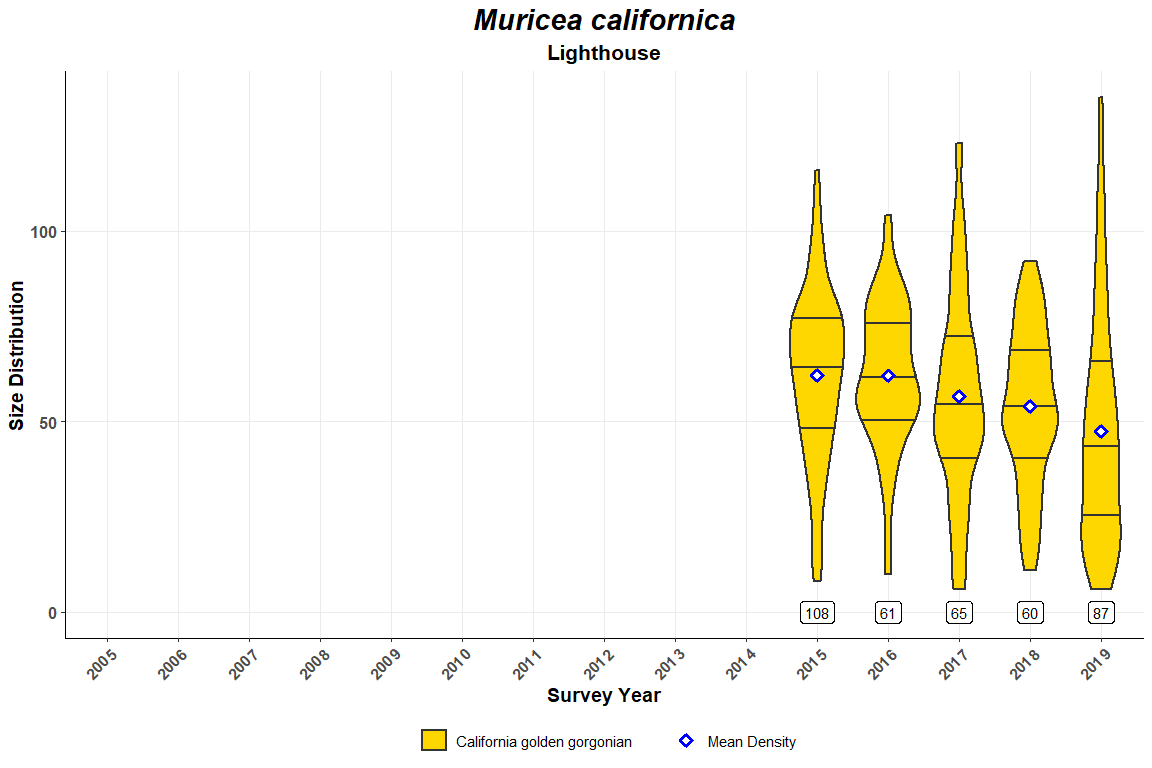 Muricea californica
Lighthouse
Size Distribution
100
50
0
108 61 65 60 87
2005 2006 2007 2008 2009 2010 2011 2012 2013 2014 2015 2016 2017 2018 2019
Survey Year
California golden gorgonian Mean Density